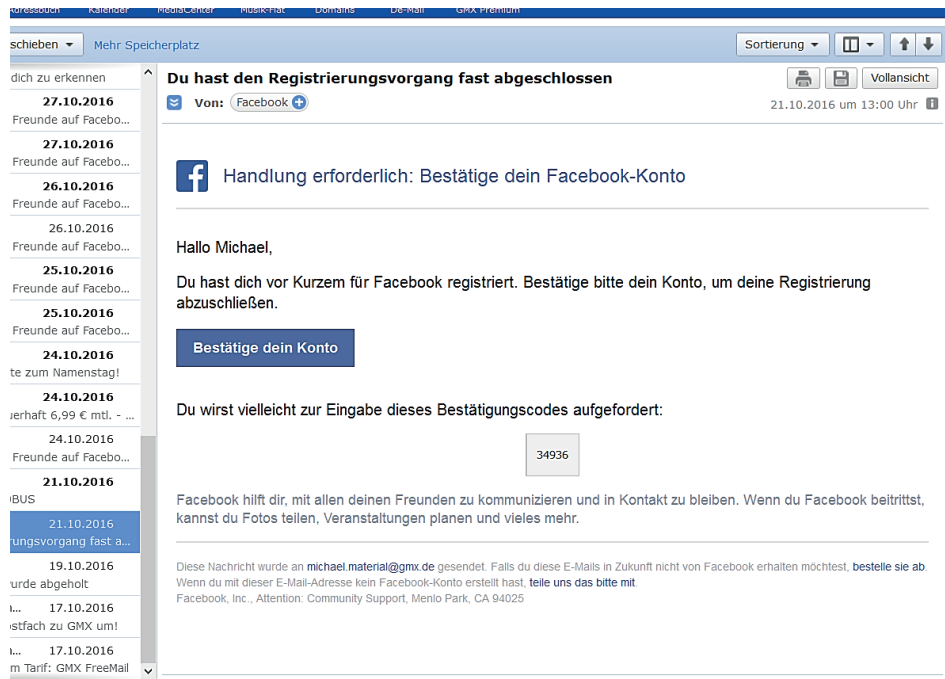 Kalender MediaCenter Musik-Flat Domains De-Mail GMX Premium
schieben Mehr Speicherplatz Sortierung
dich zu erkennen
27.10.2016
Freunde auf Facebo...
27.10.2016
Freunde auf Facebo...
26.10.2016
Freunde auf Facebo...
26.10.2016
Freunde auf Facebo...
25.10.2016
Freunde auf Facebo...
25.10.2016
Freunde auf Facebo...
24.10.2016
te zum Namenstag!
24.10.2016
uerhaft 6,99 € mtl. - ...
24.10.2016
Freunde auf Facebo...
21.10.2016
BUS
21.10.2016
rungsvorgang fast a...
19.10.2016
wurde abgeholt
... 17.10.2016
ostfach zu GMX um!
... 17.10.2016
m Tarif: GMX FreeMail
Du hast den Registrierungsvorgang fast abgeschlossen
Vollansicht
Von: Facebook
21.10.2016 um 13:00 Uhr
Handlung erforderlich: Bestätige dein Facebook-Konto
Hallo Michael,
Du hast dich vor Kurzem für Facebook registriert. Bestätige bitte dein Konto, um deine Registrierung
abzuschließen.
Bestätige dein Konto
Du wirst vielleicht zur Eingabe dieses Bestätigungscodes aufgefordert:
34936
Facebook hilft dir, mit allen deinen Freunden zu kommunizieren und in Kontakt zu bleiben. Wenn du Facebook beitrittst,
kannst du Fotos teilen, Veranstaltungen planen und vieles mehr.
Diese Nachricht wurde an michael.material@gmx.de gesendet. Falls du diese E-Mails in Zukunft nicht von Facebook erhalten möchtest, bestelle sie ab.
Wenn du mit dieser E-Mail-Adresse kein Facebook-Konto erstellt hast, teile uns das bitte mit.
Facebook, Inc., Attention: Community Support, Menlo Park, CA 94025